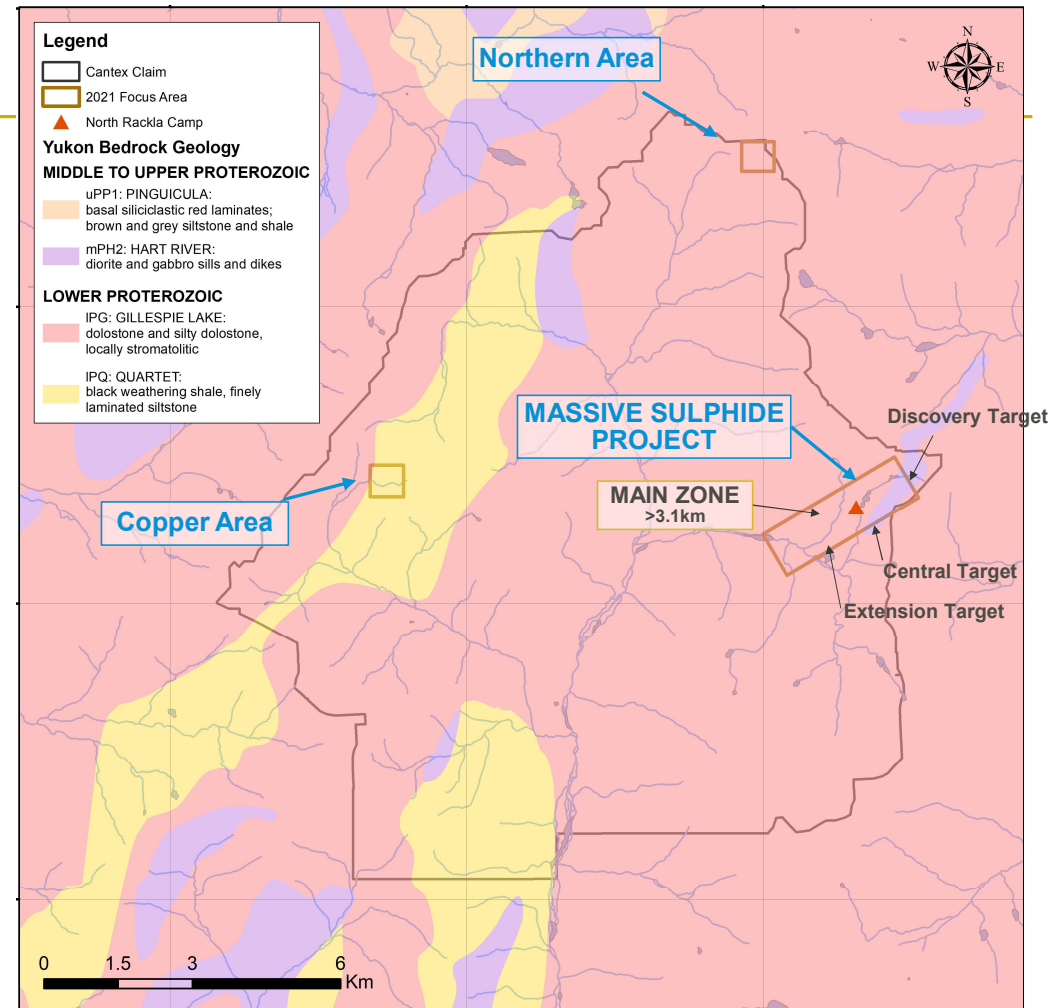 Legend
Cantex Claim
2021 Focus Area
North Rackla Camp
Yukon Bedrock Geology
MIDDLE TO UPPER PROTEROZOIC
uPP1: PINGUICULA:
basal siliciclastic red laminates;
brown and grey siltstone and shale
mPH2: HART RIVER:
diorite and gabbro sills and dikes
LOWER PROTEROZOIC
IPG: GILLESPIE LAKE:
dolostone and silty dolostone,
locally stromatolitic
IPQ: QUARTET:
black weathering shale, finely
laminated siltstone
Northern Area
N
W
E
S
MASSIVE SULPHIDE
PROJECT
Discovery Target
MAIN ZONE
>3.1km
Copper Area
Central Target
Extension Target
0
1.5
3
6
Km